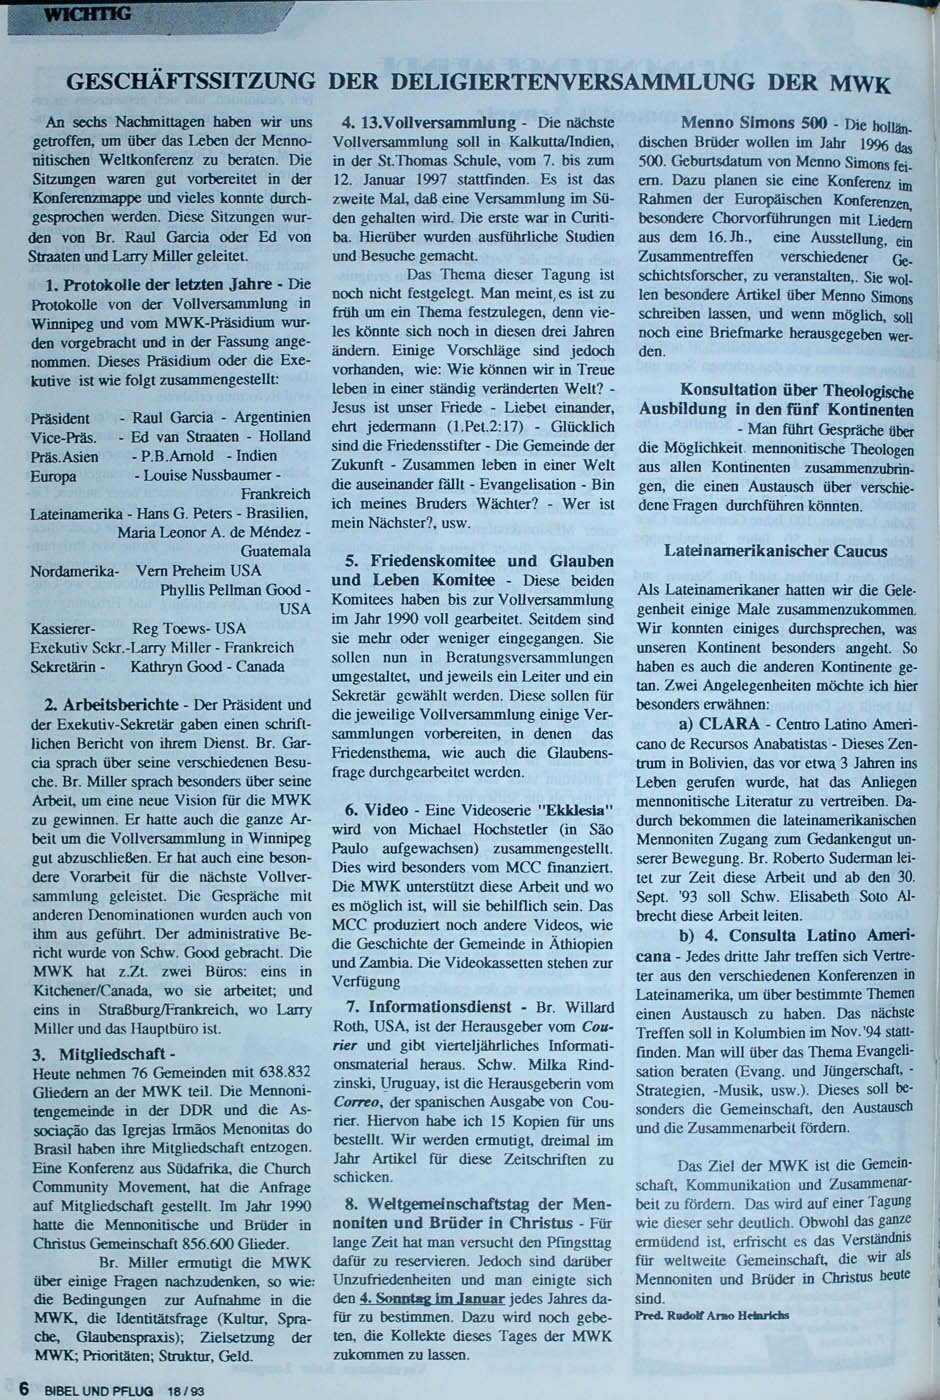 WICHTIG
GESCHÄFTSSITZUNG DER DELIGIERTENVERSAMMLUNG DER MWK
An sechs Nachmittagen haben wir uns
getroffen, um über das Leben der Menno-
nitischen Weltkonferenz zu beraten. Die
Sitzungen waren gut vorbereitet in der
Konferenzmappe und vieles konnte durch-
gesprochen werden. Diese Sitzungen wur-
den von Br. Raul Garcia oder Ed von
Straaten und Larry Miller geleitet.
1. Protokolle der letzten Jahre - Die
Protokolle von der Vollversammlung in
Winnipeg und vom MWK-Präsidium wur-
den vorgebracht und in der Fassung ange-
nommen. Dieses Präsidium oder die Exe-
kutive ist wie folgt zusammengestellt:
Präsident - Raul Garcia - Argentinien
Vice-Präs. - Ed van Straaten - Holland
Präs.Asien - P.B.Arnold - Indien
Europa - Louise Nussbaumer -
Frankreich
Lateinamerika - Hans G. Peters - Brasilien,
Maria Leonor A. de Méndez -
Guatemala
Nordamerika- Vern Preheim USA
Phyllis Pellman Good -
USA
Kassierer- Reg Toews- USA
Exekutiv Sekr.-Larry Miller - Frankreich
Sekretärin - Kathryn Good - Canada
2. Arbeitsberichte - Der Präsident und
der Exekutiv-Sekretär gaben einen schrift-
lichen Bericht von ihrem Dienst. Br. Gar-
cia sprach über seine verschiedenen Besu-
che. Br. Miller sprach besonders über seine
Arbeit, um eine neue Vision für die MWK
zu gewinnen. Er hatte auch die ganze Ar-
beit um die Vollversammlung in Winnipeg
gut abzuschließen. Er hat auch eine beson-
dere Vorarbeit für die nächste Vollver-
sammlung geleistet. Die Gespräche mit
anderen Denominationen wurden auch von
ihm aus geführt. Der administrative Be-
richt wurde von Schw. Good gebracht. Die
MWK hat z.Zt. zwei Büros: eins in
Kitchener/Canada, wo sie arbeitet; und
eins in Straßburg/Frankreich, wo Larry
Miller und das Hauptbüro ist.
3. Mitgliedschaft -
Heute nehmen 76 Gemeinden mit 638.832
Gliedern an der MWK teil. Die Mennoni-
tengemeinde in der DDR und die As-
sociação das Igrejas Irmãos Menonitas do
Brasil haben ihre Mitgliedschaft entzogen.
Eine Konferenz aus Südafrika, die Church
Community Movement, hat die Anfrage
auf Mitgliedschaft gestellt. Im Jahr 1990
hatte die Mennonitische und Brüder in
Christus Gemeinschaft 856.600 Glieder.
Br. Miller ermutigt die MWK
über einige Fragen nachzudenken, so wie:
die Bedingungen zur Aufnahme in die
MWK, die Identitätsfrage (Kultur, Spra-
che, Glaubenspraxis); Zielsetzung der
MWK; Prioritäten; Struktur, Geld.
4. 13.Vollversammlung - Die nächste
Vollversammlung soll in Kalkutta/Indien,
in der St.Thomas Schule, vom 7. bis zum
12. Januar 1997 stattfinden. Es ist das
zweite Mal, daß eine Versammlung im Sü-
den gehalten wird. Die erste war in Curiti-
ba. Hierüber wurden ausführliche Studien
und Besuche gemacht.
Das Thema dieser Tagung ist
noch nicht festgelegt. Man meint, es ist zu
früh um ein Thema festzulegen, denn vie-
les könnte sich noch in diesen drei Jahren
ändern. Einige Vorschläge sind jedoch
vorhanden, wie: Wie können wir in Treue
leben in einer ständig veränderten Welt? -
Jesus ist unser Friede - Liebet einander,
ehrt jedermann (1.Pet.2:17) - Glücklich
sind die Friedensstifter - Die Gemeinde der
Zukunft - Zusammen leben in einer Welt
die auseinander fällt - Evangelisation - Bin
ich meines Bruders Wächter? - Wer ist
mein Nächster?, usw.
5. Friedenskomitee und Glauben
und Leben Komitee - Diese beiden
Komitees haben bis zur Vollversammlung
im Jahr 1990 voll gearbeitet. Seitdem sind
sie mehr oder weniger eingegangen. Sie
sollen nun in Beratungsversammlungen
umgestaltet, und jeweils ein Leiter und ein
Sekretär gewählt werden. Diese sollen für
die jeweilige Vollversammlung einige Ver-
sammlungen vorbereiten, in denen das
Friedensthema, wie auch die Glaubens-
frage durchgearbeitet werden.
6. Video - Eine Videoserie "Ekklesia"
wird von Michael Hochstetler (in São
Paulo aufgewachsen) zusammengestellt.
Dies wird besonders vom MCC finanziert.
Die MWK unterstützt diese Arbeit und wo
es möglich ist, will sie behilflich sein. Das
MCC produziert noch andere Videos, wie
die Geschichte der Gemeinde in Äthiopien
und Zambia. Die Videokassetten stehen zur
Verfügung
7. Informationsdienst - Br. Willard
Roth, USA, ist der Herausgeber vom Cou-
rier und gibt vierteljährliches Informati-
onsmaterial heraus. Schw. Milka Rind-
zinski, Uruguay, ist die Herausgeberin vom
Correo, der spanischen Ausgabe von Cou-
rier. Hiervon habe ich 15 Kopien für uns
bestellt. Wir werden ermutigt, dreimal im
Jahr Artikel für diese Zeitschriften zu
schicken.
8. Weltgemeinschaftstag der Men-
noniten und Brüder in Christus - Für
lange Zeit hat man versucht den Pfingsttag
dafür zu reservieren. Jedoch sind darüber
Unzufriedenheiten und man einigte sich
den 4. Sonntag im Januar jedes Jahres da-
für zu bestimmen. Dazu wird noch gebe-
ten, die Kollekte dieses Tages der MWK
zukommen zu lassen.
Menno Simons 500 - Die hollän-
dischen Brüder wollen im Jahr 1996 das
500. Geburtsdatum von Menno Simons fei-
ern. Dazu planen sie eine Konferenz im
Rahmen der Europäischen Konferenzen,
besondere Chorvorführungen mit Liedern
aus dem 16.Jh., eine Ausstellung, ein
Zusammentreffen verschiedener Ge-
schichtsforscher, zu veranstalten,. Sie wol-
len besondere Artikel über Menno Simons
schreiben lassen, und wenn möglich, soll
noch eine Briefmarke herausgegeben wer-
den.
Konsultation über Theologische
Ausbildung in den fünf Kontinenten
- Man führt Gespräche über
die Möglichkeit. mennonitische Theologen
aus allen Kontinenten zusammenzubrin-
gen, die einen Austausch über verschie-
dene Fragen durchführen könnten.
Lateinamerikanischer Caucus
Als Lateinamerikaner hatten wir die Gele-
genheit einige Male zusammenzukommen.
Wir konnten einiges durchsprechen, was
unseren Kontinent besonders angeht. So
haben es auch die anderen Kontinente ge-
tan. Zwei Angelegenheiten möchte ich hier
besonders erwähnen:
a) CLARA - Centro Latino Ameri-
cano de Recursos Anabatistas - Dieses Zen-
trum in Bolivien, das vor etwa 3 Jahren ins
Leben gerufen wurde, hat das Anliegen
mennonitische Literatur zu vertreiben. Da-
durch bekommen die lateinamerikanischen
Mennoniten Zugang zum Gedankengut un-
serer Bewegung. Br. Roberto Suderman lei-
tet zur Zeit diese Arbeit und ab den 30.
Sept. '93 soll Schw. Elisabeth Soto Al-
brecht diese Arbeit leiten.
b) 4. Consulta Latino Ameri-
cana - Jedes dritte Jahr treffen sich Vertre-
ter aus den verschiedenen Konferenzen in
Lateinamerika, um über bestimmte Themen
einen Austausch zu haben. Das nächste
Treffen soll in Kolumbien im Nov.'94 statt-
finden. Man will über das Thema Evangeli-
sation beraten (Evang. und Jüngerschaft, -
Strategien, -Musik, usw.). Dieses soll be-
sonders die Gemeinschaft, den Austausch
und die Zusammenarbeit fördern.
Das Ziel der MWK ist die Gemein-
schaft, Kommunikation und Zusammenar-
beit zu fördern. Das wird auf einer Tagung
wie dieser sehr deutlich. Obwohl das ganze
ermüdend ist, erfrischt es das Verständnis
für weltweite Gemeinschaft, die wir als
Mennoniten und Brüder in Christus heute
sind.
Pred. Rudolf Arno Heinrichs
6 BIBEL UND PFLUG 18/93